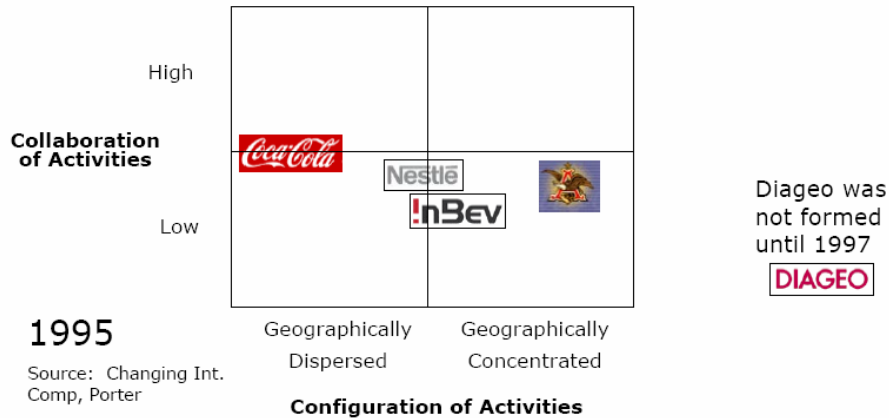 High
Collaboration
of Activities
Coca-Cola
Nestlé
InBev
Low
Diageo was
not formed
until 1997
DIAGEO
1995
Geographically
Dispersed
Geographically
Concentrated
Source: Changing Int.
Comp, Porter
Configuration of Activities